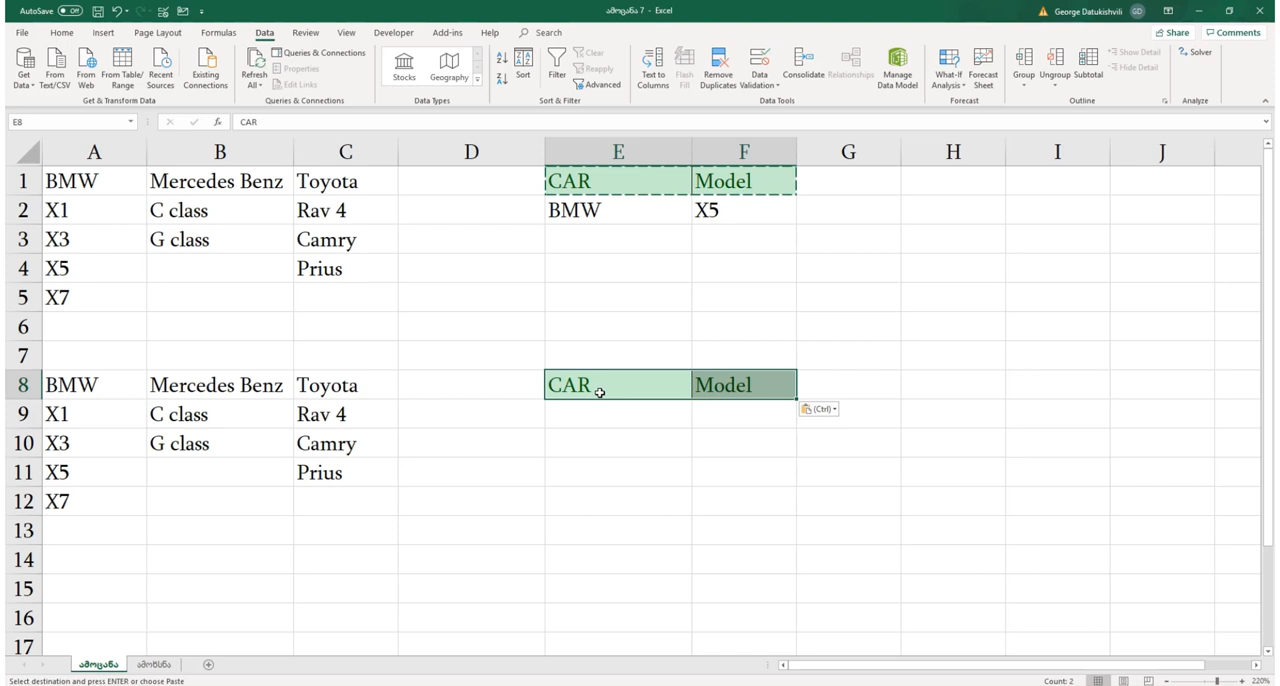 AutoSave Off ამოცანა 7 - Excel George Datukishvili GD
File Home Insert Page Layout Formulas Data Review View Developer Add-ins Help Search Share Comments
Get Data From Text/CSV From Web From Table/Range Recent Sources Existing Connections
Get & Transform Data
Refresh All Queries & Connections Properties Edit Links
Queries & Connections
Stocks Geography
Data Types
Sort Filter Clear Reapply Advanced
Sort & Filter
Text to Columns Flash Fill Remove Duplicates Data Validation Consolidate Relationships Manage Data Model
Data Tools
What-If Analysis Forecast Sheet
Forecast
Group Ungroup Subtotal Show Detail Hide Detail
Outline
Solver
Analyze
E8 fx CAR
A B C D E F G H I J
1 BMW Mercedes Benz Toyota CAR Model
2 X1 C class Rav 4 BMW X5
3 X3 G class Camry
4 X5 Prius
5 X7
6
7
8 BMW Mercedes Benz Toyota CAR Model
9 X1 C class Rav 4 (Ctrl)
10 X3 G class Camry
11 X5 Prius
12 X7
13
14
15
16
17
ამოცანა ამოხსნა
Select destination and press ENTER or choose Paste Count: 2 220%